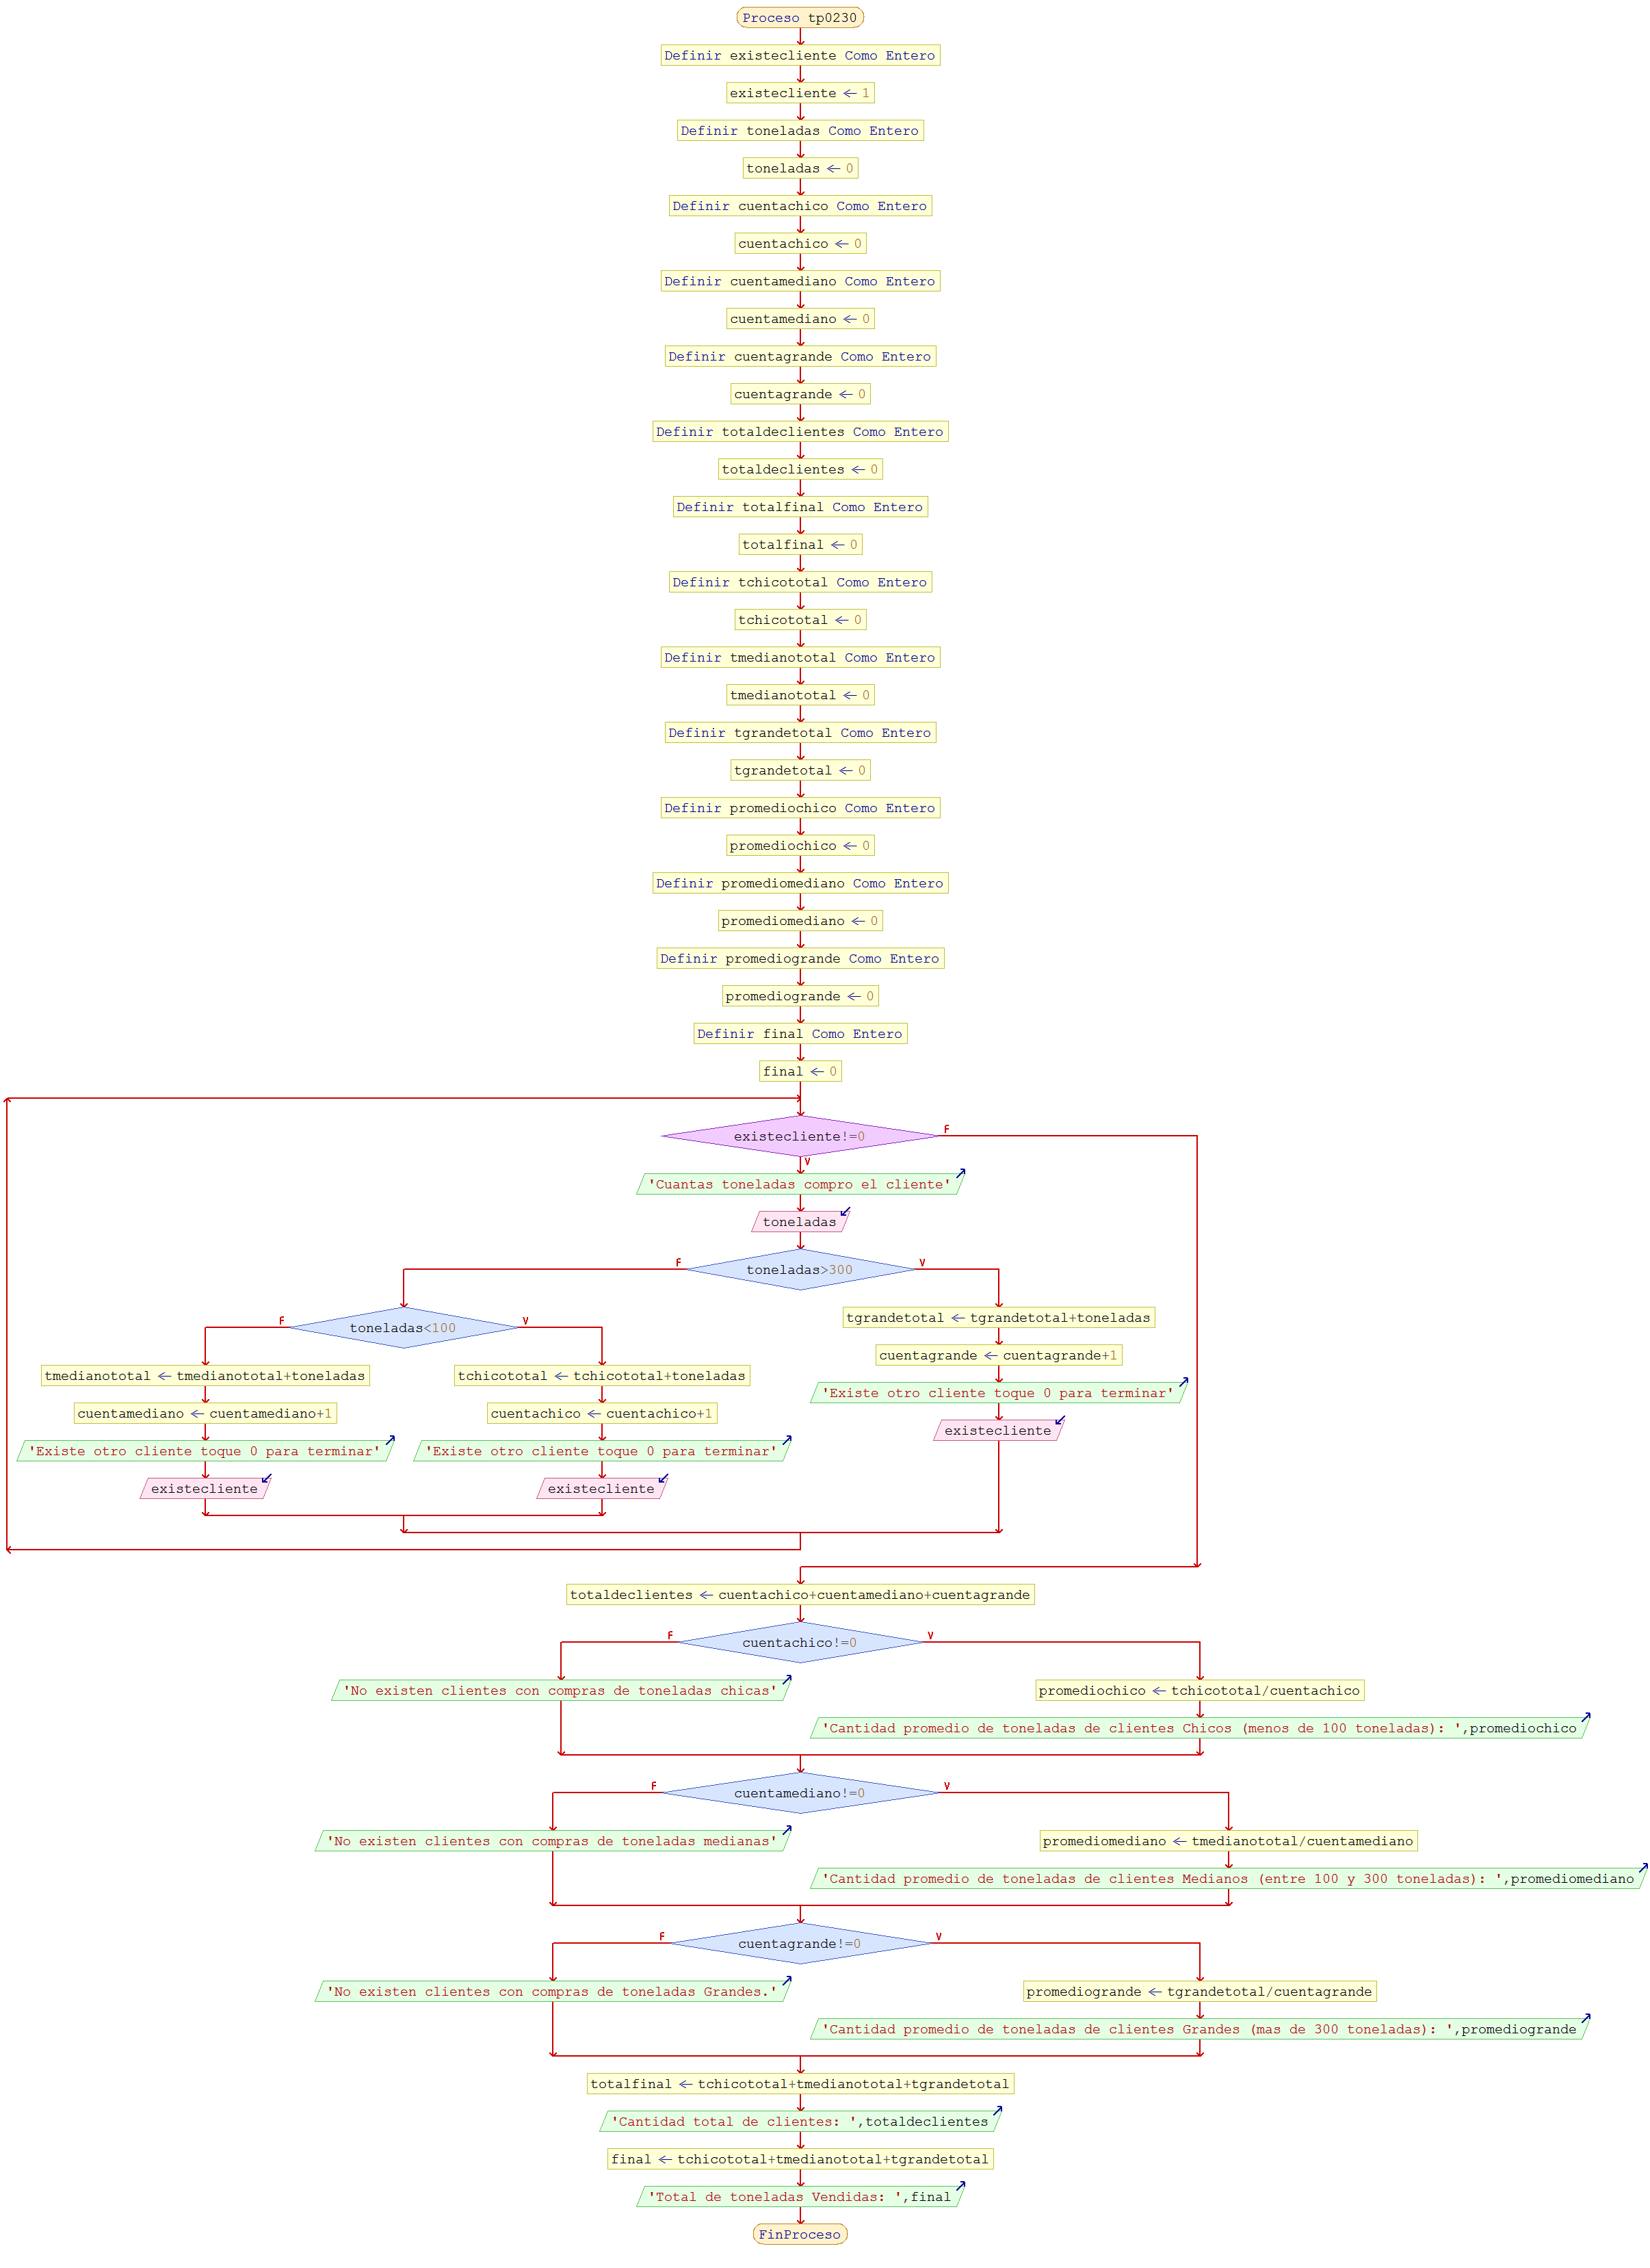 Proceso tp0230
Definir existecliente Como Entero
existecliente ← 1
Definir toneladas Como Entero
toneladas ← 0
Definir cuentachico Como Entero
cuentachico ← 0
Definir cuentamediano Como Entero
cuentamediano ← 0
Definir cuentagrande Como Entero
cuentagrande ← 0
Definir totaldeclientes Como Entero
totaldeclientes ← 0
Definir totalfinal Como Entero
totalfinal ← 0
Definir tchicototal Como Entero
tchicototal ← 0
Definir tmedianototal Como Entero
tmedianototal ← 0
Definir tgrandetotal Como Entero
tgrandetotal ← 0
Definir promediochico Como Entero
promediochico ← 0
Definir promediomediano Como Entero
promediomediano ← 0
Definir promediogrande Como Entero
promediogrande ← 0
Definir final Como Entero
final ← 0
existecliente!=0
F
V
'Cuantas toneladas compro el cliente'
toneladas
toneladas>300
F
V
toneladas<100
F
V
tmedianototal ← tmedianototal+toneladas
cuentamediano ← cuentamediano+1
'Existe otro cliente toque 0 para terminar'
existecliente
tchicototal ← tchicototal+toneladas
cuentachico ← cuentachico+1
'Existe otro cliente toque 0 para terminar'
existecliente
tgrandetotal ← tgrandetotal+toneladas
cuentagrande ← cuentagrande+1
'Existe otro cliente toque 0 para terminar'
existecliente
totaldeclientes ← cuentachico+cuentamediano+cuentagrande
cuentachico!=0
F
V
'No existen clientes con compras de toneladas chicas'
promediochico ← tchicototal/cuentachico
'Cantidad promedio de toneladas de clientes Chicos (menos de 100 toneladas): ',promediochico
cuentamediano!=0
F
V
'No existen clientes con compras de toneladas medianas'
promediomediano ← tmedianototal/cuentamediano
'Cantidad promedio de toneladas de clientes Medianos (entre 100 y 300 toneladas): ',promediomediano
cuentagrande!=0
F
V
'No existen clientes con compras de toneladas Grandes.'
promediogrande ← tgrandetotal/cuentagrande
'Cantidad promedio de toneladas de clientes Grandes (mas de 300 toneladas): ',promediogrande
totalfinal ← tchicototal+tmedianototal+tgrandetotal
'Cantidad total de clientes: ',totaldeclientes
final ← tchicototal+tmedianototal+tgrandetotal
'Total de toneladas Vendidas: ',final
FinProceso